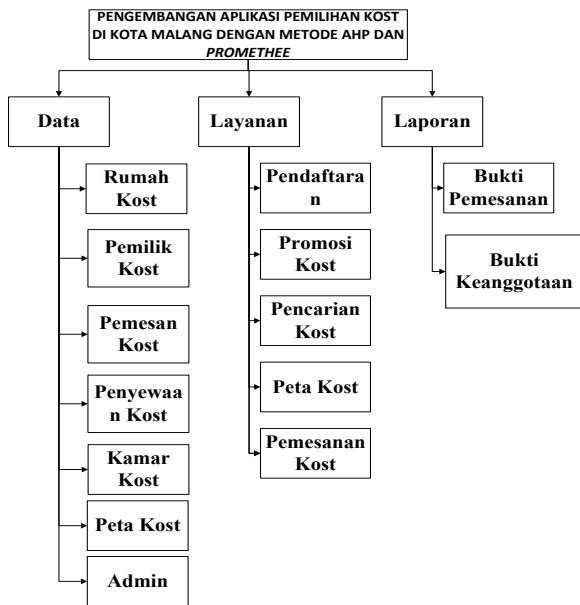 PENGEMBANGAN APLIKASI PEMILIHAN KOST
DI KOTA MALANG DENGAN METODE AHP DAN
PROMETHEE
Data
Rumah
Kost
Pemilik
Kost
Pemesan
Kost
Penyewaa
n Kost
Kamar
Kost
Peta Kost
Admin
Layanan
Pendaftara
n
Promosi
Kost
Pencarian
Kost
Peta Kost
Pemesanan
Kost
Laporan
Bukti
Pemesanan
Bukti
Keanggotaan